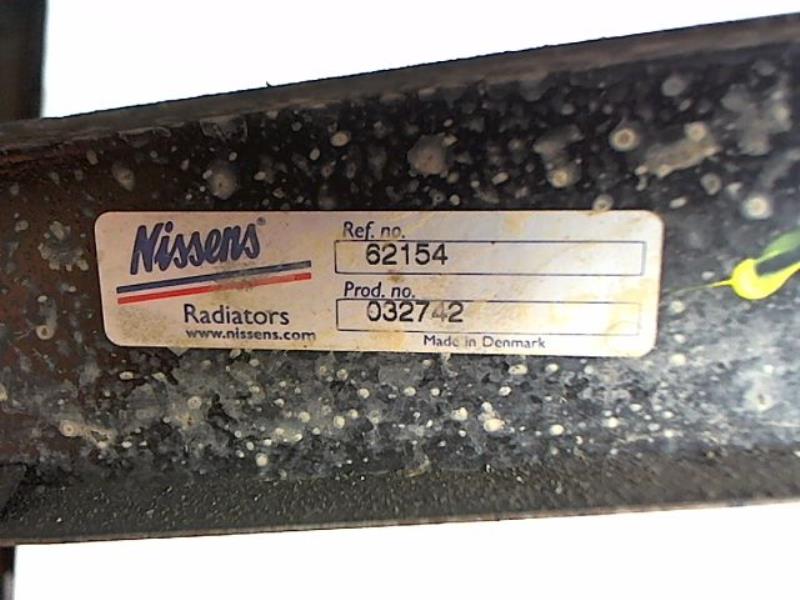 Nissens®
Radiators
www.nissens.com
Ref. no.
62154
Prod. no.
032742
Made in Denmark